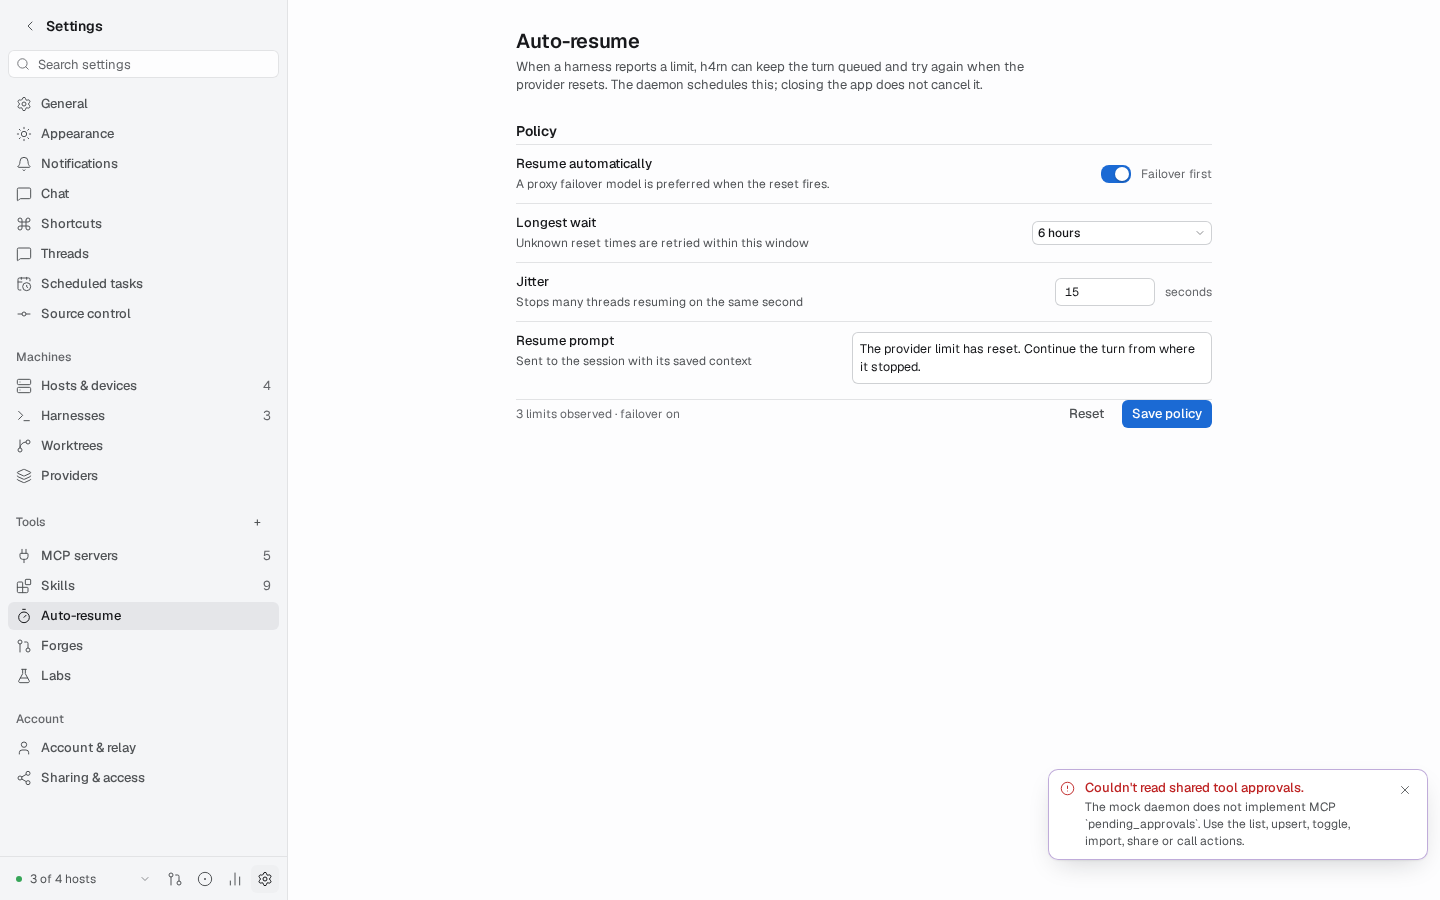 Settings
Search settings
General
Appearance
Notifications
Chat
Shortcuts
Threads
Scheduled tasks
Source control
Machines
Hosts & devices 4
Harnesses 3
Worktrees
Providers
Tools +
MCP servers 5
Skills 9
Auto-resume
Forges
Labs
Account
Account & relay
Sharing & access
3 of 4 hosts
Auto-resume
When a harness reports a limit, h4rn can keep the turn queued and try again when the
provider resets. The daemon schedules this; closing the app does not cancel it.
Policy
Resume automatically
A proxy failover model is preferred when the reset fires.
Failover first
Longest wait
Unknown reset times are retried within this window
6 hours
Jitter
Stops many threads resuming on the same second
15 seconds
Resume prompt
Sent to the session with its saved context
The provider limit has reset. Continue the turn from where
it stopped.
3 limits observed · failover on
Reset
Save policy
Couldn't read shared tool approvals.
The mock daemon does not implement MCP
`pending_approvals`. Use the list, upsert, toggle,
import, share or call actions.